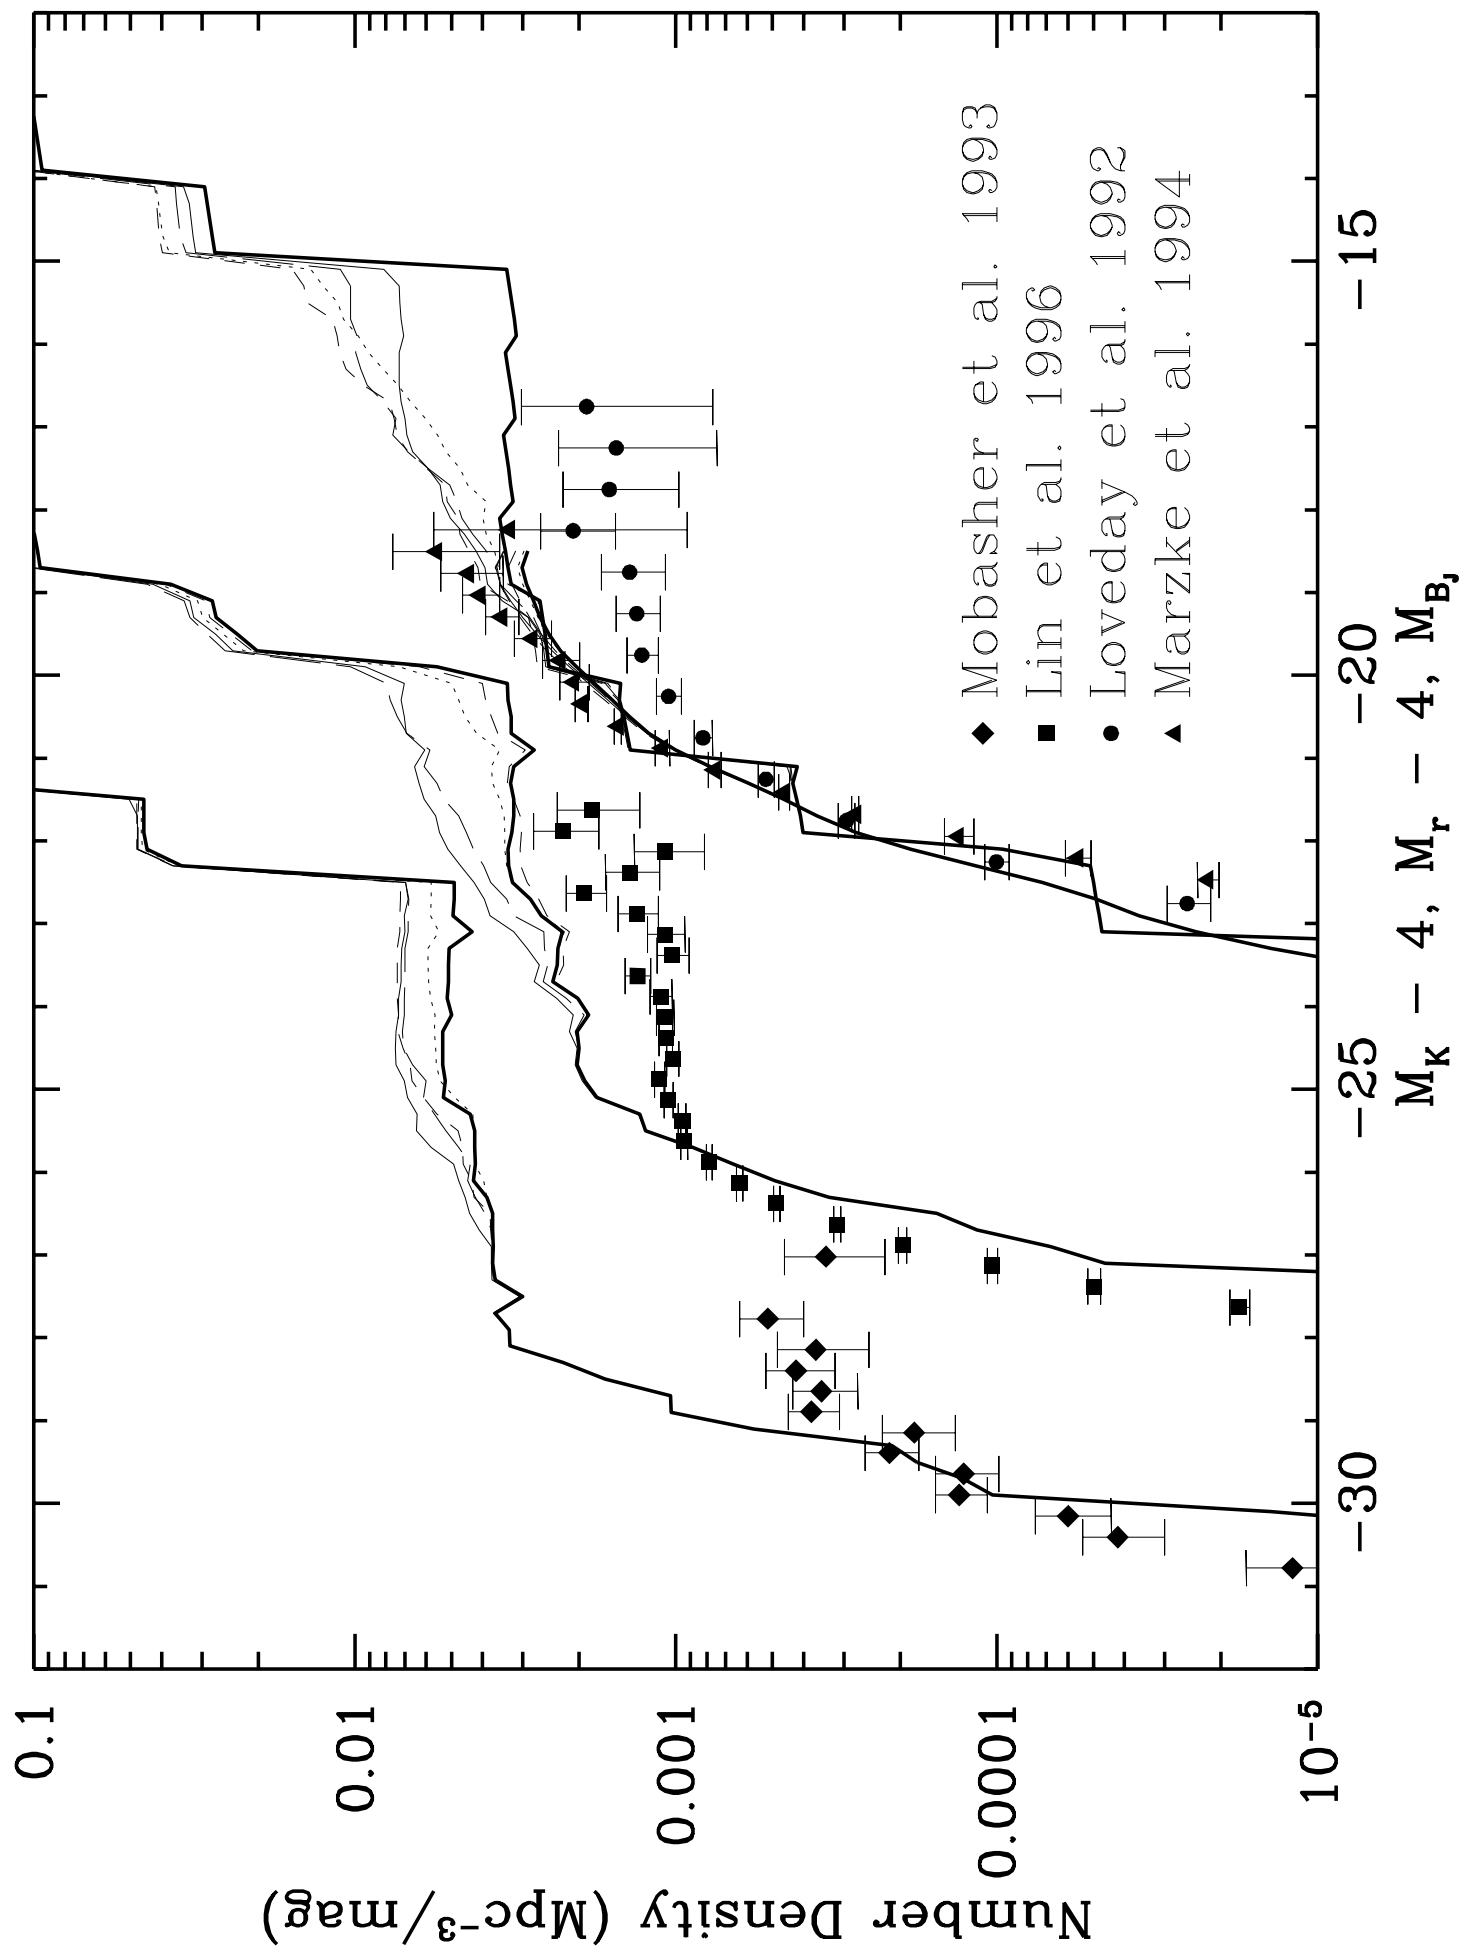 Number Density (Mpc⁻³/mag)
0.1
0.01
0.001
0.0001
10⁻⁵
Mobasher et al. 1993
Lin et al. 1996
Loveday et al. 1992
Marzke et al. 1994
−30
−25
−20
−15
M_K − 4, M_r − 4, M_{B_J}